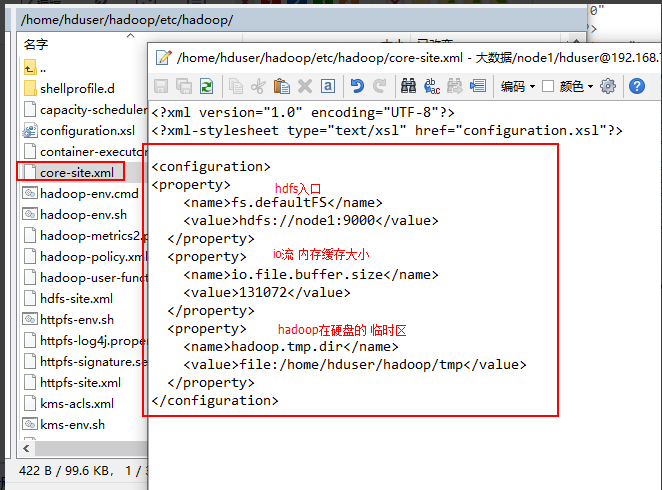 /home/hduser/hadoop/etc/hadoop/
名字
..
shellprofile.d
capacity-scheduler
configuration.xsl
container-executor
core-site.xml
hadoop-env.cmd
hadoop-env.sh
hadoop-metrics2.p
hadoop-policy.xml
hadoop-user-funct
hdfs-site.xml
httpfs-env.sh
httpfs-log4j.prope
httpfs-signature.se
httpfs-site.xml
kms-acls.xml
kms-env.sh
422 B / 99.6 KB， 1 / 3
/home/hduser/hadoop/etc/hadoop/core-site.xml - 大数据/node1/hduser@192.168.
编码 颜色
<?xml version="1.0" encoding="UTF-8"?>
<?xml-stylesheet type="text/xsl" href="configuration.xsl"?>
<configuration>
<property> hdfs入口
<name>fs.defaultFS</name>
<value>hdfs://node1:9000</value>
</property>
<property> io流 内存缓存大小
<name>io.file.buffer.size</name>
<value>131072</value>
</property>
<property> hadoop在硬盘的 临时区
<name>hadoop.tmp.dir</name>
<value>file:/home/hduser/hadoop/tmp</value>
</property>
</configuration>